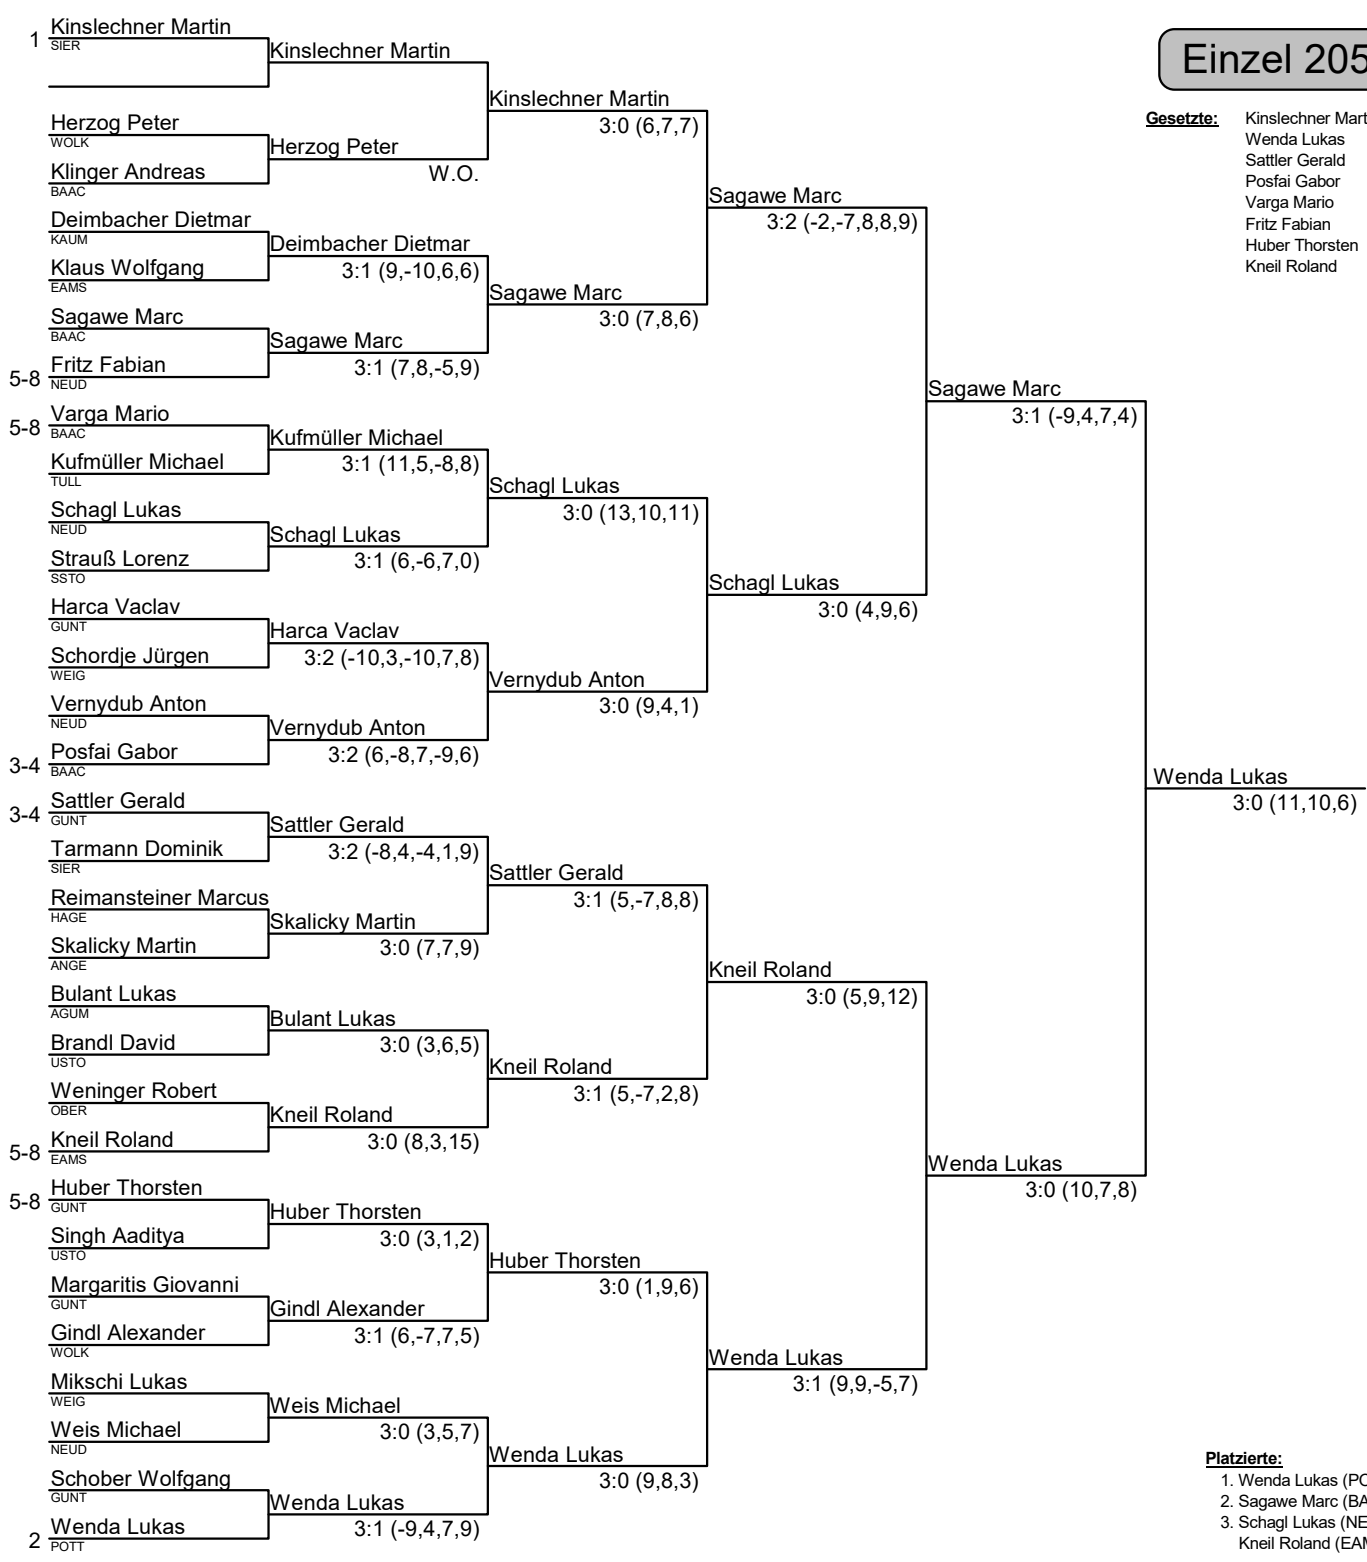 Einzel 205
Gesetzte:
Kinslechner Mart
Wenda Lukas
Sattler Gerald
Posfai Gabor
Varga Mario
Fritz Fabian
Huber Thorsten
Kneil Roland
1 Kinslechner Martin
SIER
Herzog Peter
WOLK
Klinger Andreas
BAAC
Deimbacher Dietmar
KAUM
Klaus Wolfgang
EAMS
Sagawe Marc
BAAC
5-8 Fritz Fabian
NEUD
5-8 Varga Mario
BAAC
Kufmüller Michael
TULL
Schagl Lukas
NEUD
Strauß Lorenz
SSTO
Harca Vaclav
GUNT
Schordje Jürgen
WEIG
Vernydub Anton
NEUD
3-4 Posfai Gabor
BAAC
3-4 Sattler Gerald
GUNT
Tarmann Dominik
SIER
Reimansteiner Marcus
HAGE
Skalicky Martin
ANGE
Bulant Lukas
AGUM
Brandl David
USTO
Weninger Robert
OBER
5-8 Kneil Roland
EAMS
5-8 Huber Thorsten
GUNT
Singh Aaditya
USTO
Margaritis Giovanni
GUNT
Gindl Alexander
WOLK
Mikschi Lukas
WEIG
Weis Michael
NEUD
Schober Wolfgang
GUNT
2 Wenda Lukas
POTT
Kinslechner Martin
Herzog Peter
W.O.
Deimbacher Dietmar
3:1 (9,-10,6,6)
Sagawe Marc
3:1 (7,8,-5,9)
Kufmüller Michael
3:1 (11,5,-8,8)
Schagl Lukas
3:1 (6,-6,7,0)
Harca Vaclav
3:2 (-10,3,-10,7,8)
Vernydub Anton
3:2 (6,-8,7,-9,6)
Sattler Gerald
3:2 (-8,4,-4,1,9)
Skalicky Martin
3:0 (7,7,9)
Bulant Lukas
3:0 (3,6,5)
Kneil Roland
3:0 (8,3,15)
Huber Thorsten
3:0 (3,1,2)
Gindl Alexander
3:1 (6,-7,7,5)
Weis Michael
3:0 (3,5,7)
Wenda Lukas
3:1 (-9,4,7,9)
Kinslechner Martin
3:0 (6,7,7)
Sagawe Marc
3:0 (7,8,6)
Schagl Lukas
3:0 (13,10,11)
Vernydub Anton
3:0 (9,4,1)
Sattler Gerald
3:1 (5,-7,8,8)
Kneil Roland
3:1 (5,-7,2,8)
Huber Thorsten
3:0 (1,9,6)
Wenda Lukas
3:0 (9,8,3)
Sagawe Marc
3:2 (-2,-7,8,8,9)
Schagl Lukas
3:0 (4,9,6)
Kneil Roland
3:0 (5,9,12)
Wenda Lukas
3:1 (9,9,-5,7)
Sagawe Marc
3:1 (-9,4,7,4)
Wenda Lukas
3:0 (10,7,8)
Wenda Lukas
3:0 (11,10,6)
Platzierte:
1. Wenda Lukas (PO
2. Sagawe Marc (BA
3. Schagl Lukas (NE
Kneil Roland (EAM